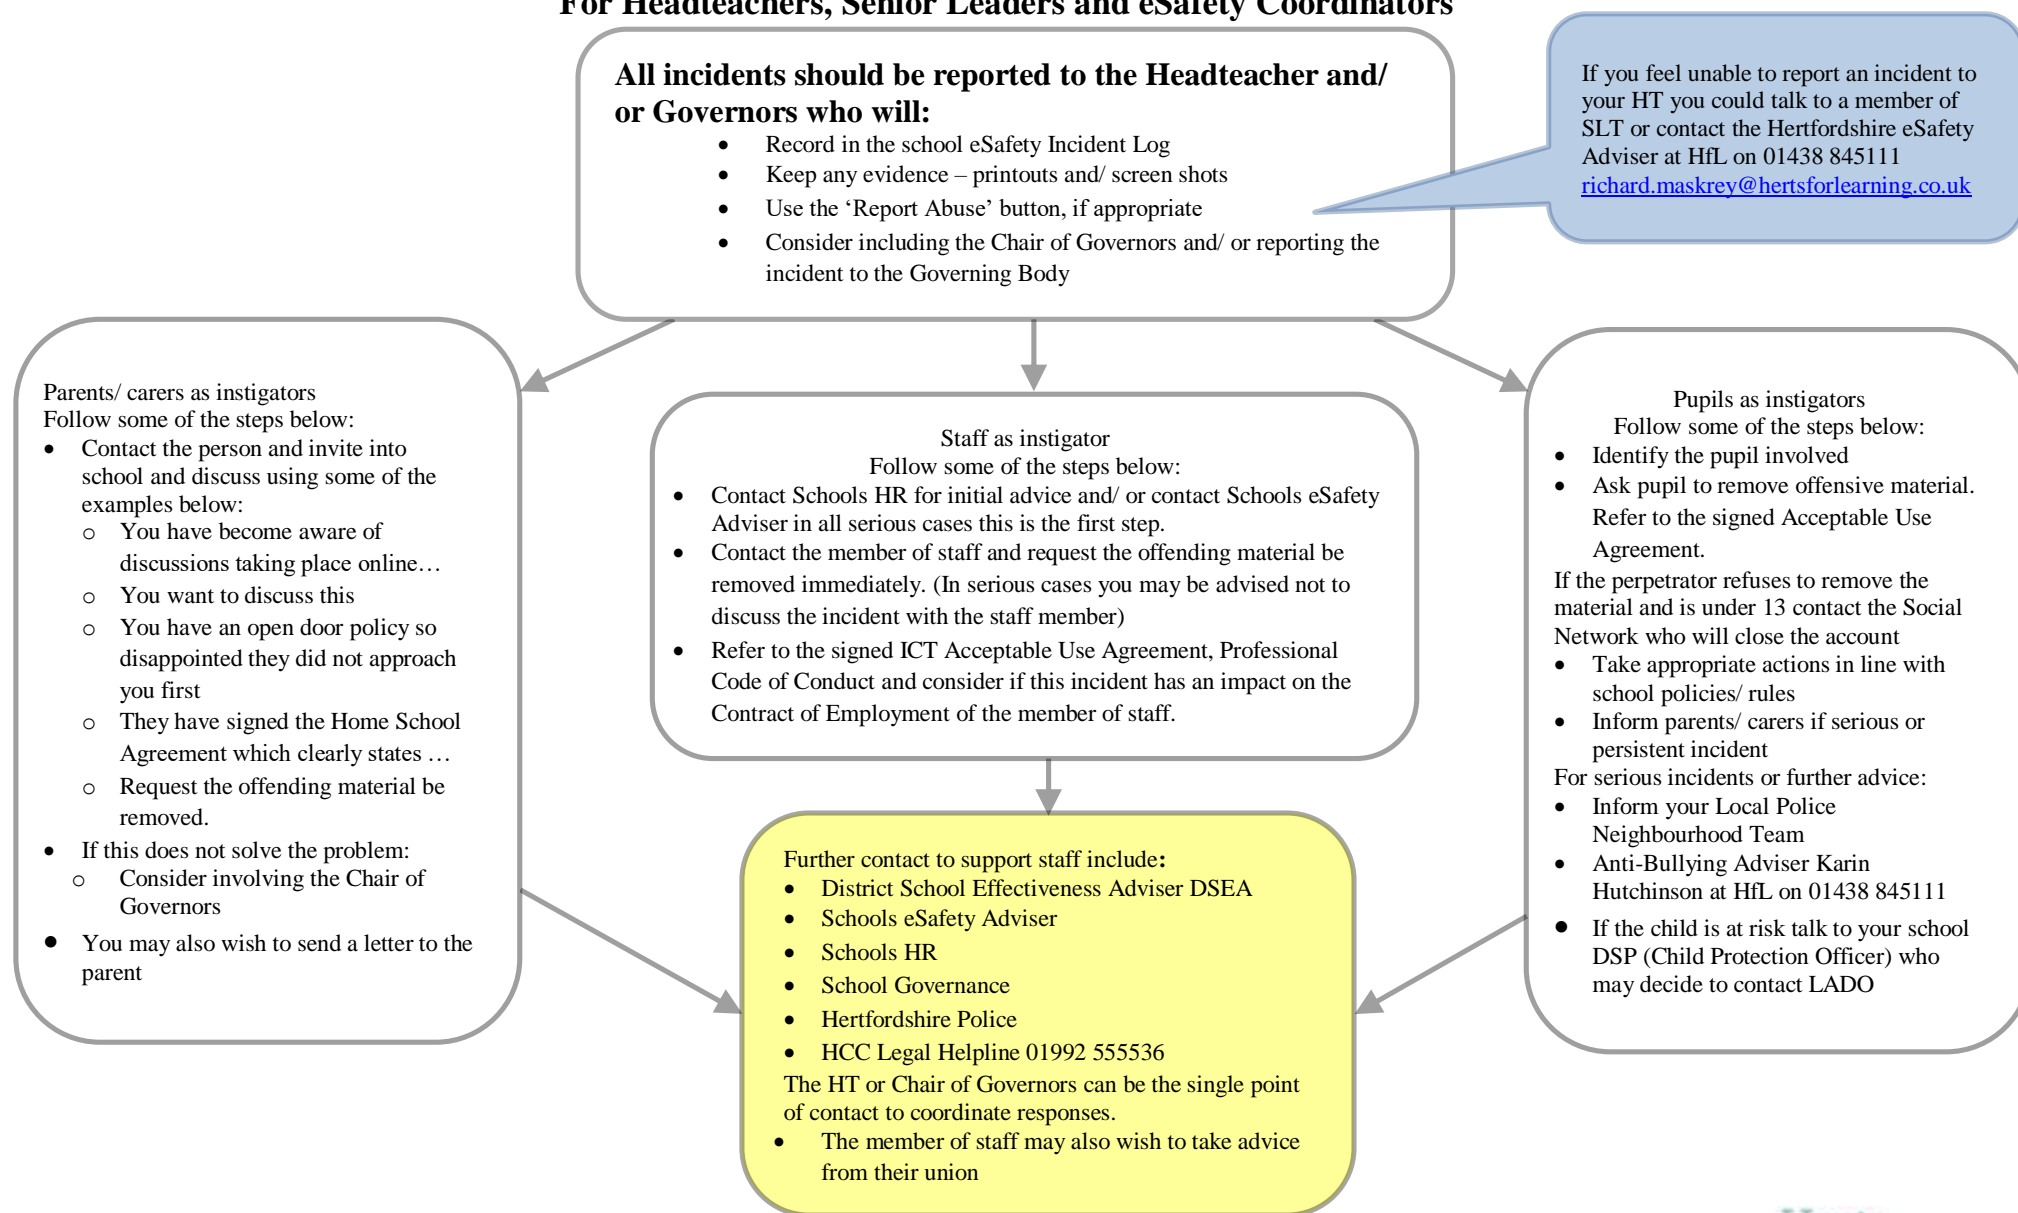 For Headteachers, Senior Leaders and eSafety Coordinators
All incidents should be reported to the Headteacher and/
or Governors who will:
• Record in the school eSafety Incident Log
• Keep any evidence – printouts and/ screen shots
• Use the ‘Report Abuse’ button, if appropriate
• Consider including the Chair of Governors and/ or reporting the
incident to the Governing Body
If you feel unable to report an incident to
your HT you could talk to a member of
SLT or contact the Hertfordshire eSafety
Adviser at HfL on 01438 845111
richard.maskrey@hertsforlearning.co.uk
Parents/ carers as instigators
Follow some of the steps below:
• Contact the person and invite into
school and discuss using some of the
examples below:
o You have become aware of
discussions taking place online…
o You want to discuss this
o You have an open door policy so
disappointed they did not approach
you first
o They have signed the Home School
Agreement which clearly states …
o Request the offending material be
removed.
• If this does not solve the problem:
o Consider involving the Chair of
Governors
• You may also wish to send a letter to the
parent
Staff as instigator
Follow some of the steps below:
• Contact Schools HR for initial advice and/ or contact Schools eSafety
Adviser in all serious cases this is the first step.
• Contact the member of staff and request the offending material be
removed immediately. (In serious cases you may be advised not to
discuss the incident with the staff member)
• Refer to the signed ICT Acceptable Use Agreement, Professional
Code of Conduct and consider if this incident has an impact on the
Contract of Employment of the member of staff.
Pupils as instigators
Follow some of the steps below:
• Identify the pupil involved
• Ask pupil to remove offensive material.
Refer to the signed Acceptable Use
Agreement.
If the perpetrator refuses to remove the
material and is under 13 contact the Social
Network who will close the account
• Take appropriate actions in line with
school policies/ rules
• Inform parents/ carers if serious or
persistent incident
For serious incidents or further advice:
• Inform your Local Police
Neighbourhood Team
• Anti-Bullying Adviser Karin
Hutchinson at HfL on 01438 845111
• If the child is at risk talk to your school
DSP (Child Protection Officer) who
may decide to contact LADO
Further contact to support staff include:
• District School Effectiveness Adviser DSEA
• Schools eSafety Adviser
• Schools HR
• School Governance
• Hertfordshire Police
• HCC Legal Helpline 01992 555536
The HT or Chair of Governors can be the single point
of contact to coordinate responses.
• The member of staff may also wish to take advice
from their union